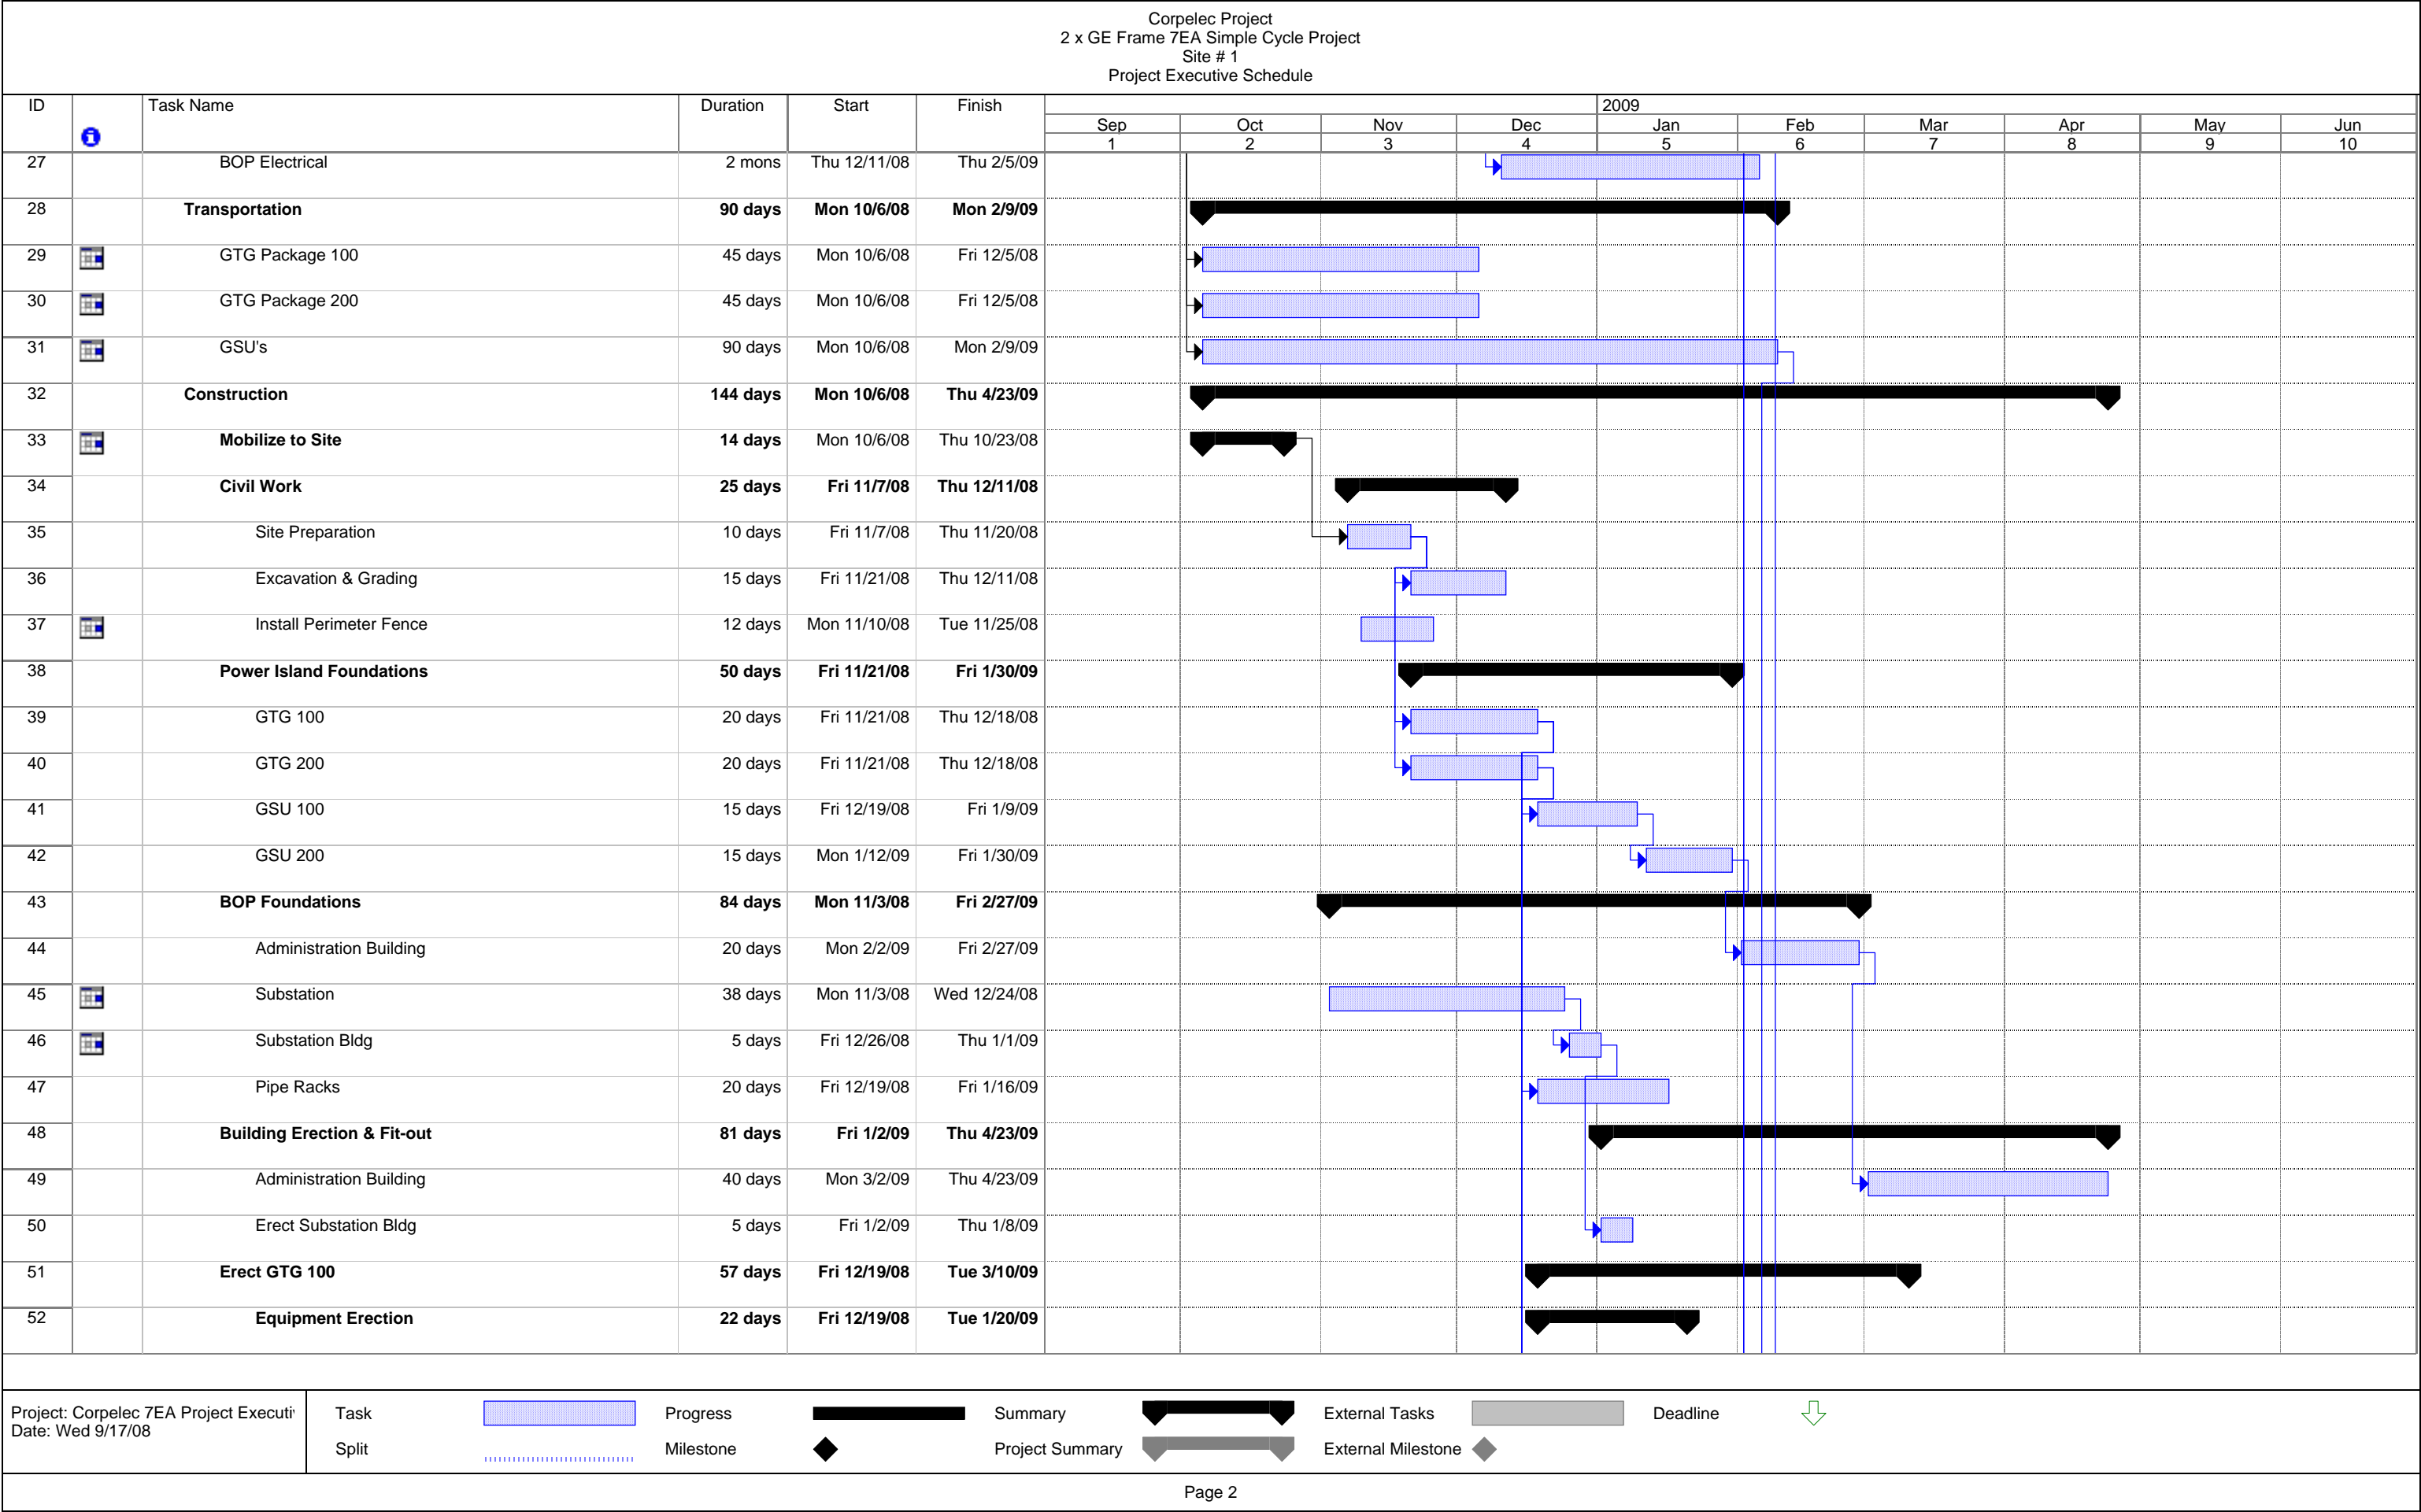 Corpelec Project
2 x GE Frame 7EA Simple Cycle Project
Site # 1
Project Executive Schedule
ID Task Name Duration Start Finish 2009
Sep Oct Nov Dec Jan Feb Mar Apr May Jun
1 2 3 4 5 6 7 8 9 10
27 BOP Electrical 2 mons Thu 12/11/08 Thu 2/5/09
28 Transportation 90 days Mon 10/6/08 Mon 2/9/09
29 GTG Package 100 45 days Mon 10/6/08 Fri 12/5/08
30 GTG Package 200 45 days Mon 10/6/08 Fri 12/5/08
31 GSU's 90 days Mon 10/6/08 Mon 2/9/09
32 Construction 144 days Mon 10/6/08 Thu 4/23/09
33 Mobilize to Site 14 days Mon 10/6/08 Thu 10/23/08
34 Civil Work 25 days Fri 11/7/08 Thu 12/11/08
35 Site Preparation 10 days Fri 11/7/08 Thu 11/20/08
36 Excavation & Grading 15 days Fri 11/21/08 Thu 12/11/08
37 Install Perimeter Fence 12 days Mon 11/10/08 Tue 11/25/08
38 Power Island Foundations 50 days Fri 11/21/08 Fri 1/30/09
39 GTG 100 20 days Fri 11/21/08 Thu 12/18/08
40 GTG 200 20 days Fri 11/21/08 Thu 12/18/08
41 GSU 100 15 days Fri 12/19/08 Fri 1/9/09
42 GSU 200 15 days Mon 1/12/09 Fri 1/30/09
43 BOP Foundations 84 days Mon 11/3/08 Fri 2/27/09
44 Administration Building 20 days Mon 2/2/09 Fri 2/27/09
45 Substation 38 days Mon 11/3/08 Wed 12/24/08
46 Substation Bldg 5 days Fri 12/26/08 Thu 1/1/09
47 Pipe Racks 20 days Fri 12/19/08 Fri 1/16/09
48 Building Erection & Fit-out 81 days Fri 1/2/09 Thu 4/23/09
49 Administration Building 40 days Mon 3/2/09 Thu 4/23/09
50 Erect Substation Bldg 5 days Fri 1/2/09 Thu 1/8/09
51 Erect GTG 100 57 days Fri 12/19/08 Tue 3/10/09
52 Equipment Erection 22 days Fri 12/19/08 Tue 1/20/09
Project: Corpelec 7EA Project Executi
Date: Wed 9/17/08
Task Progress Summary External Tasks Deadline
Split Milestone Project Summary External Milestone
Page 2